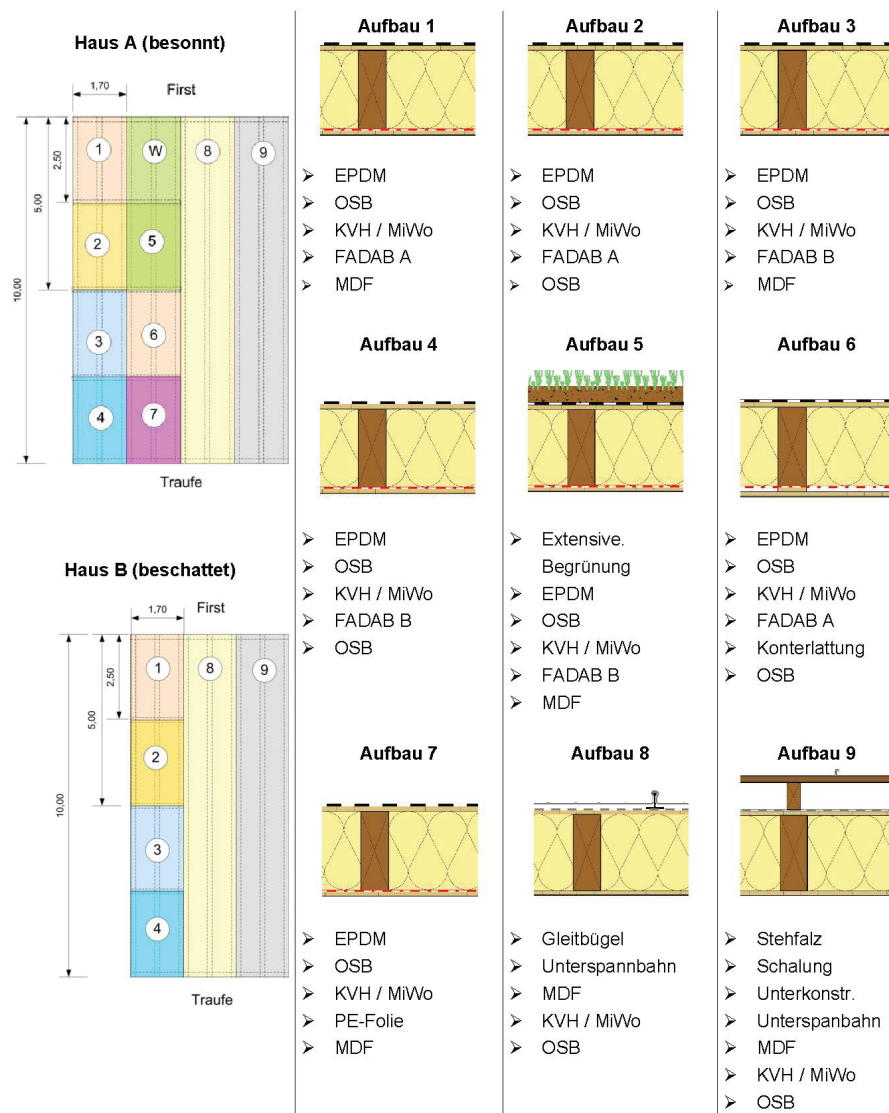 Haus A (besonnt)
1,70
First
2,50
5,00
10,00
1
W
8
9
2
5
3
6
4
7
Traufe
Haus B (beschattet)
1,70
First
2,50
5,00
10,00
1
8
9
2
3
4
Traufe
Aufbau 1
➢ EPDM
➢ OSB
➢ KVH / MiWo
➢ FADAB A
➢ MDF
Aufbau 2
➢ EPDM
➢ OSB
➢ KVH / MiWo
➢ FADAB A
➢ OSB
Aufbau 3
➢ EPDM
➢ OSB
➢ KVH / MiWo
➢ FADAB B
➢ MDF
Aufbau 4
➢ EPDM
➢ OSB
➢ KVH / MiWo
➢ FADAB B
➢ OSB
Aufbau 5
➢ Extensive.
Begrünung
➢ EPDM
➢ OSB
➢ KVH / MiWo
➢ FADAB B
➢ MDF
Aufbau 6
➢ EPDM
➢ OSB
➢ KVH / MiWo
➢ FADAB A
➢ Konterlattung
➢ OSB
Aufbau 7
➢ EPDM
➢ OSB
➢ KVH / MiWo
➢ PE-Folie
➢ MDF
Aufbau 8
➢ Gleitbügel
➢ Unterspannbahn
➢ MDF
➢ KVH / MiWo
➢ OSB
Aufbau 9
➢ Stehfalz
➢ Schalung
➢ Unterkonstr.
➢ Unterspanbahn
➢ MDF
➢ KVH / MiWo
➢ OSB